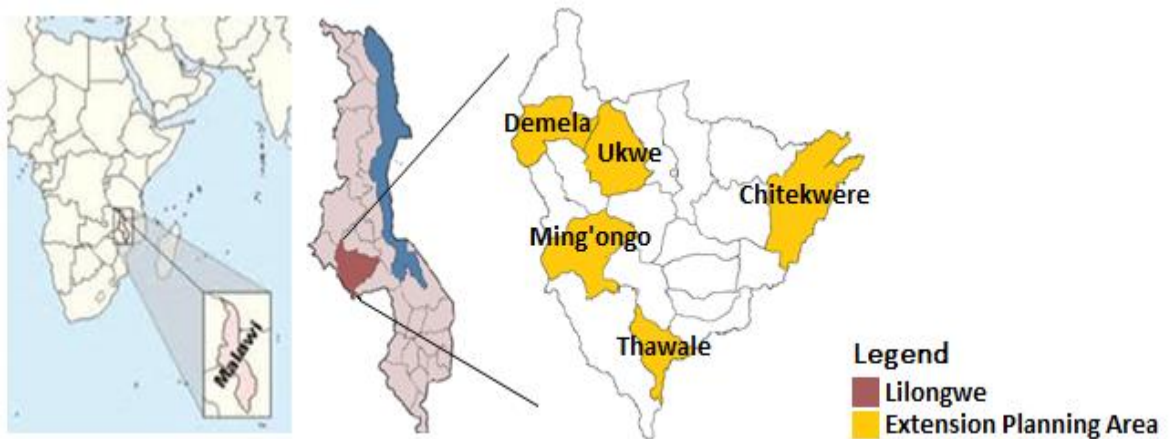 Malawi
Demela
Ukwe
Chitekwere
Ming'ongo
Thawale
Legend
Lilongwe
Extension Planning Area